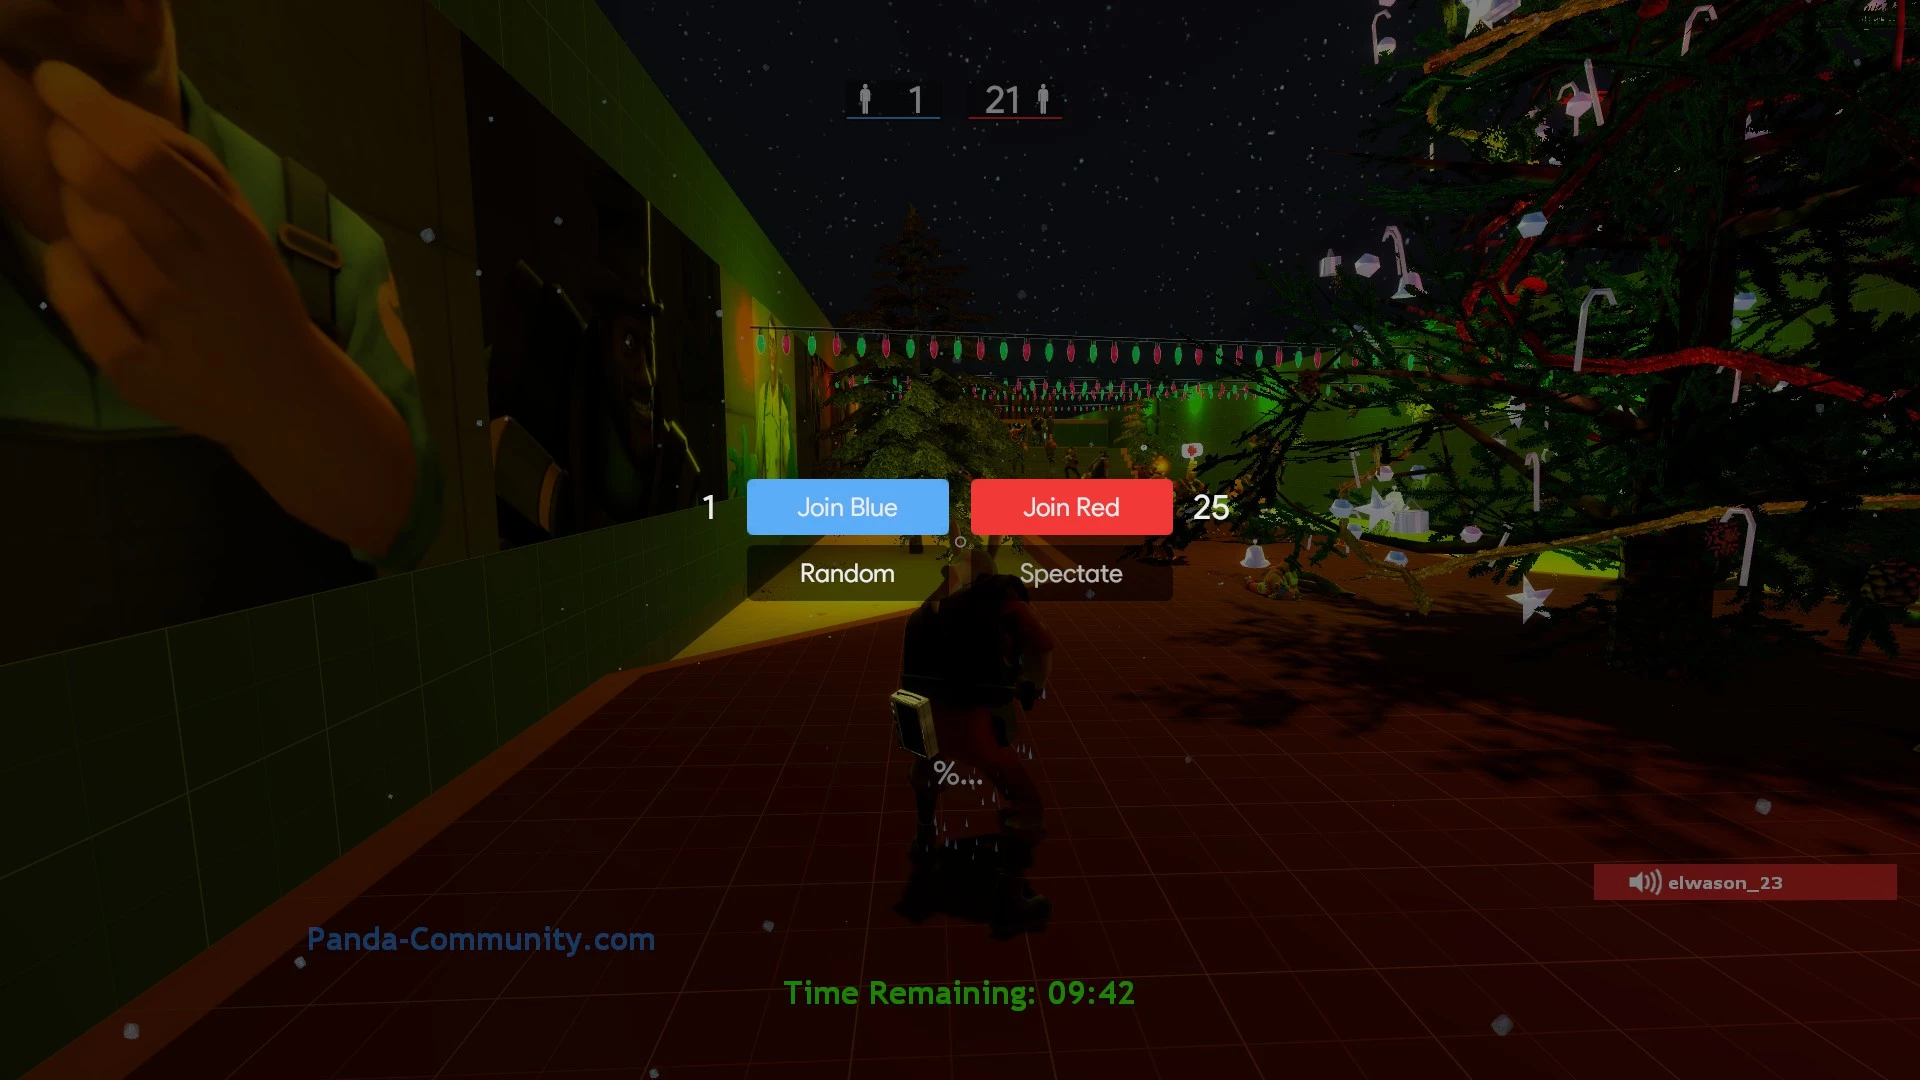 1 21
1 Join Blue Join Red 25
Random Spectate
%...
elwason_23
Panda-Community.com
Time Remaining: 09:42